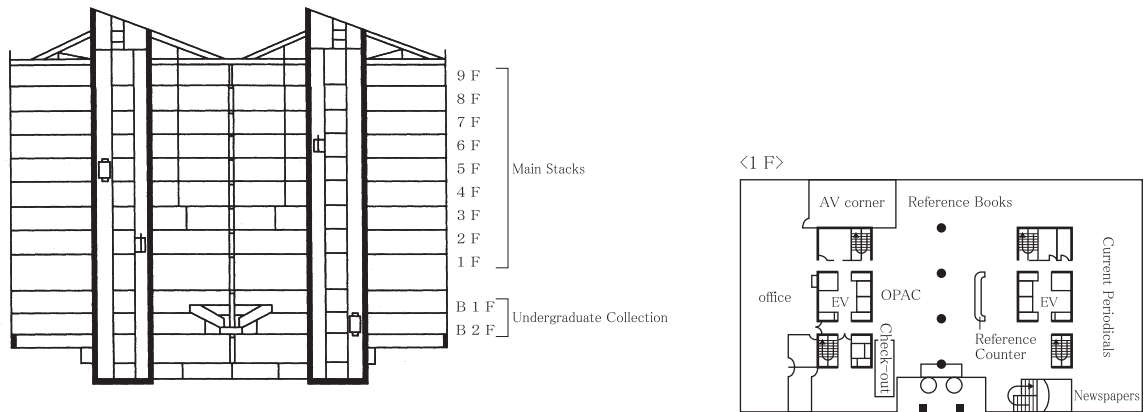 9 F
8 F
7 F
6 F
5 F
4 F
3 F
2 F
1 F
Main Stacks
B 1 F
B 2 F
Undergraduate Collection
<1 F>
AV corner
Reference Books
Current Periodicals
office
EV
OPAC
EV
Reference
Counter
Check-out
Newspapers